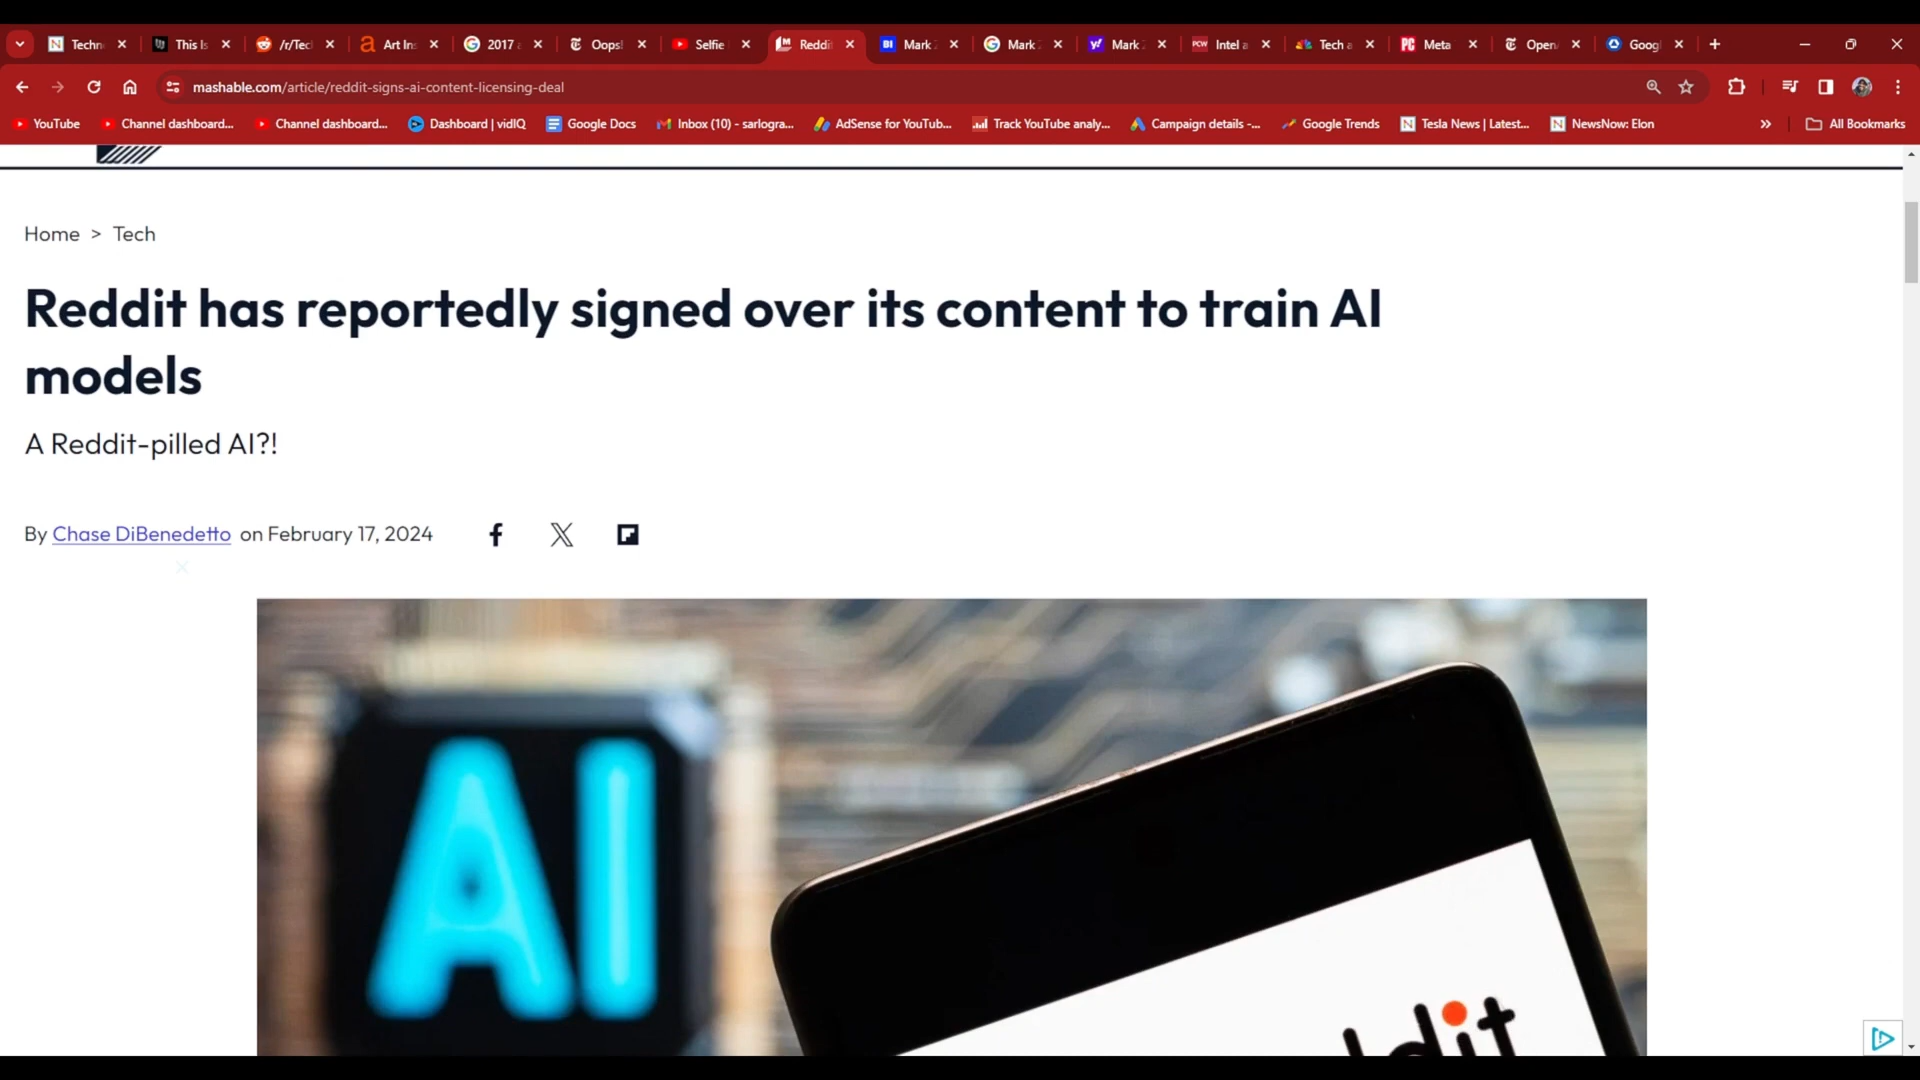 Techn
This Is
/r/Tec
Art In
2017 a
Oops!
Selfie
Reddi
Mark
Mark
Mark
Intel a
Tech a
Meta
Open
Goog
mashable.com/article/reddit-signs-ai-content-licensing-deal
YouTube
Channel dashboard...
Channel dashboard...
Dashboard | vidIQ
Google Docs
Inbox (10) - sarlogra...
AdSense for YouTub...
Track YouTube analy...
Campaign details -...
Google Trends
Tesla News | Latest...
NewsNow: Elon
All Bookmarks
Home > Tech
Reddit has reportedly signed over its content to train AI
models
A Reddit-pilled AI?!
By Chase DiBenedetto on February 17, 2024
AI
ddit